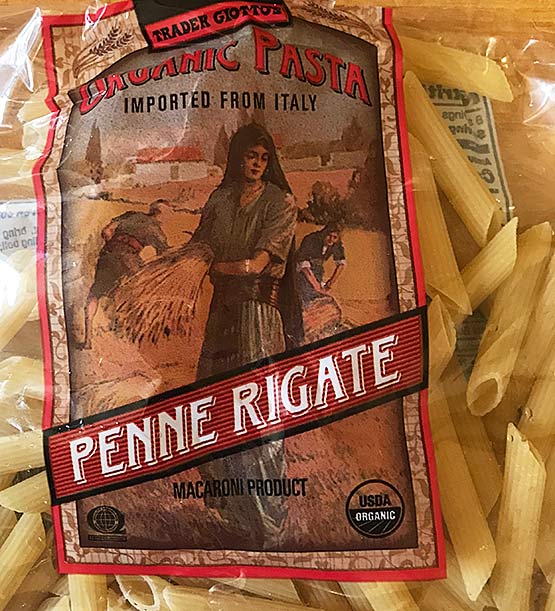 TRADER GIOTTO'S
ORGANIC PASTA
IMPORTED FROM ITALY
PENNE RIGATE
MACARONI PRODUCT
USDA
ORGANIC